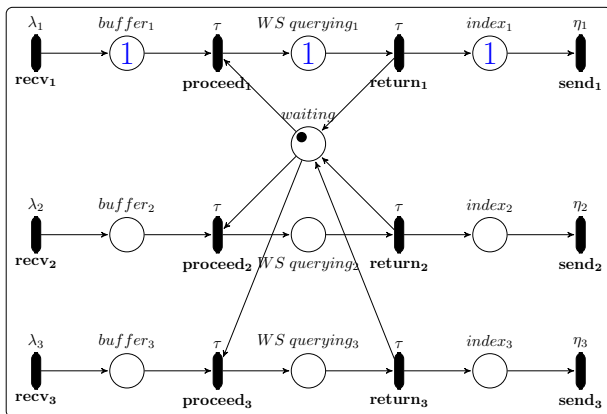 λ₁ buffer₁ τ WS querying₁ τ index₁ η₁
1 1 1
recv₁ proceed₁ return₁ send₁
waiting
λ₂ buffer₂ τ τ index₂ η₂
recv₂ proceed₂ WS querying₂ return₂ send₂
λ₃ buffer₃ τ WS querying₃ τ index₃ η₃
recv₃ proceed₃ return₃ send₃